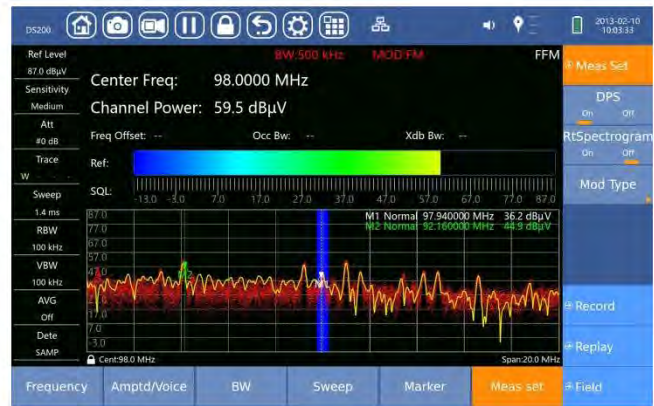 DS200
2013-02-10
10:03:33
Ref Level
87.0 dBµV
Sensitivity
Medium
Att
#0 dB
Trace
W
Sweep
1.4 ms
RBW
100 kHz
VBW
100 kHz
AVG
Off
Dete
SAMP
BW:500 kHz MOD:FM FFM
Center Freq: 98.0000 MHz
Channel Power: 59.5 dBµV
Freq Offset: -- Occ Bw: -- Xdb Bw: --
Ref:
SQL:
-13.0 -3.0 7.0 17.0 27.0 37.0 47.0 57.0 67.0 77.0 87.0
M1 Normal 97.940000 MHz 36.2 dBµV
M2 Normal 92.160000 MHz 44.9 dBµV
87.0
77.0
67.0
57.0
17.0
7.0
-3.0
Cent:98.0 MHz Span:20.0 MHz
Meas Set
DPS
On Off
RtSpectrogram
On Off
Mod Type
Record
Replay
Field
Frequency Amptd/Voice BW Sweep Marker Meas set